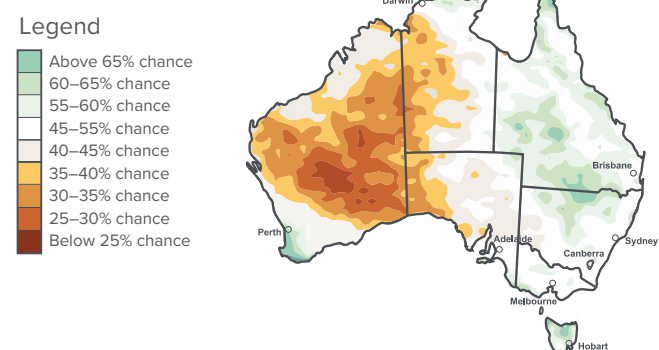 Legend
Above 65% chance
60–65% chance
55–60% chance
45–55% chance
40–45% chance
35–40% chance
30–35% chance
25–30% chance
Below 25% chance
Darwin
Brisbane
Perth
Adelaide
Sydney
Canberra
Melbourne
Hobart